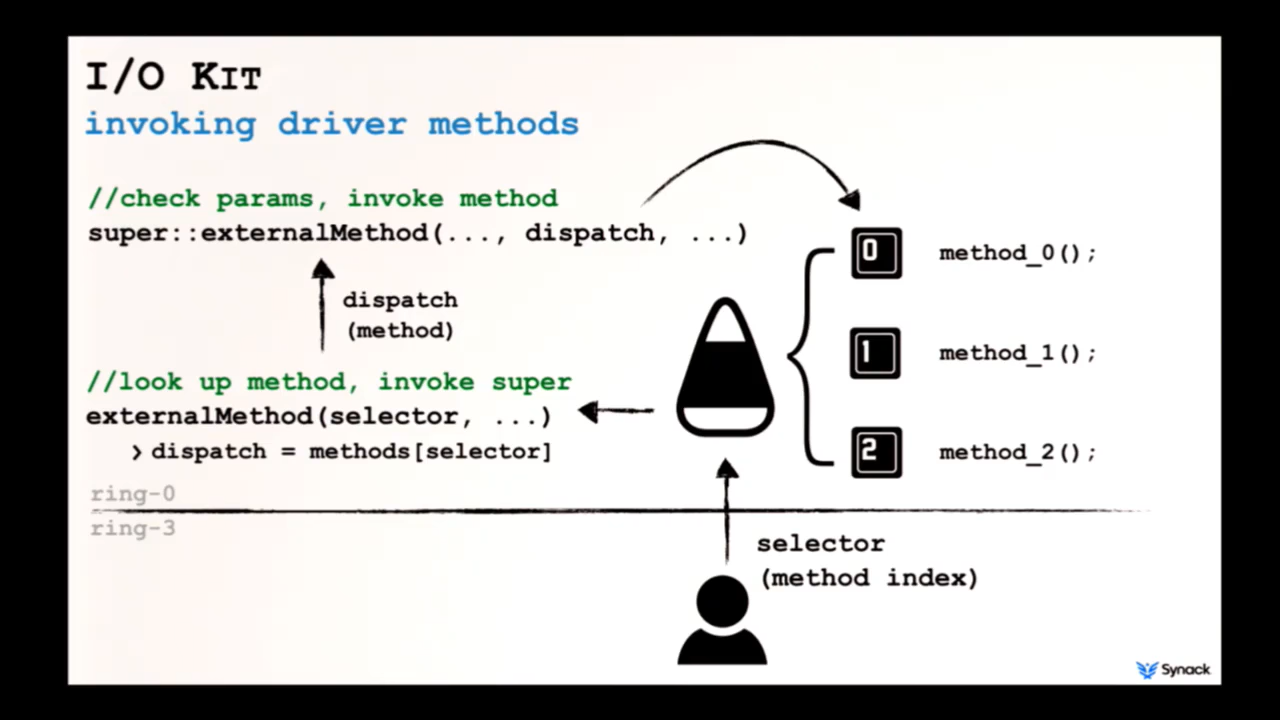 I/O KIT
invoking driver methods
//check params, invoke method
super::externalMethod(..., dispatch, ...)
dispatch
(method)
//look up method, invoke super
externalMethod(selector, ...)
› dispatch = methods[selector]
ring-0
ring-3
0 method_0();
1 method_1();
2 method_2();
selector
(method index)
Synack